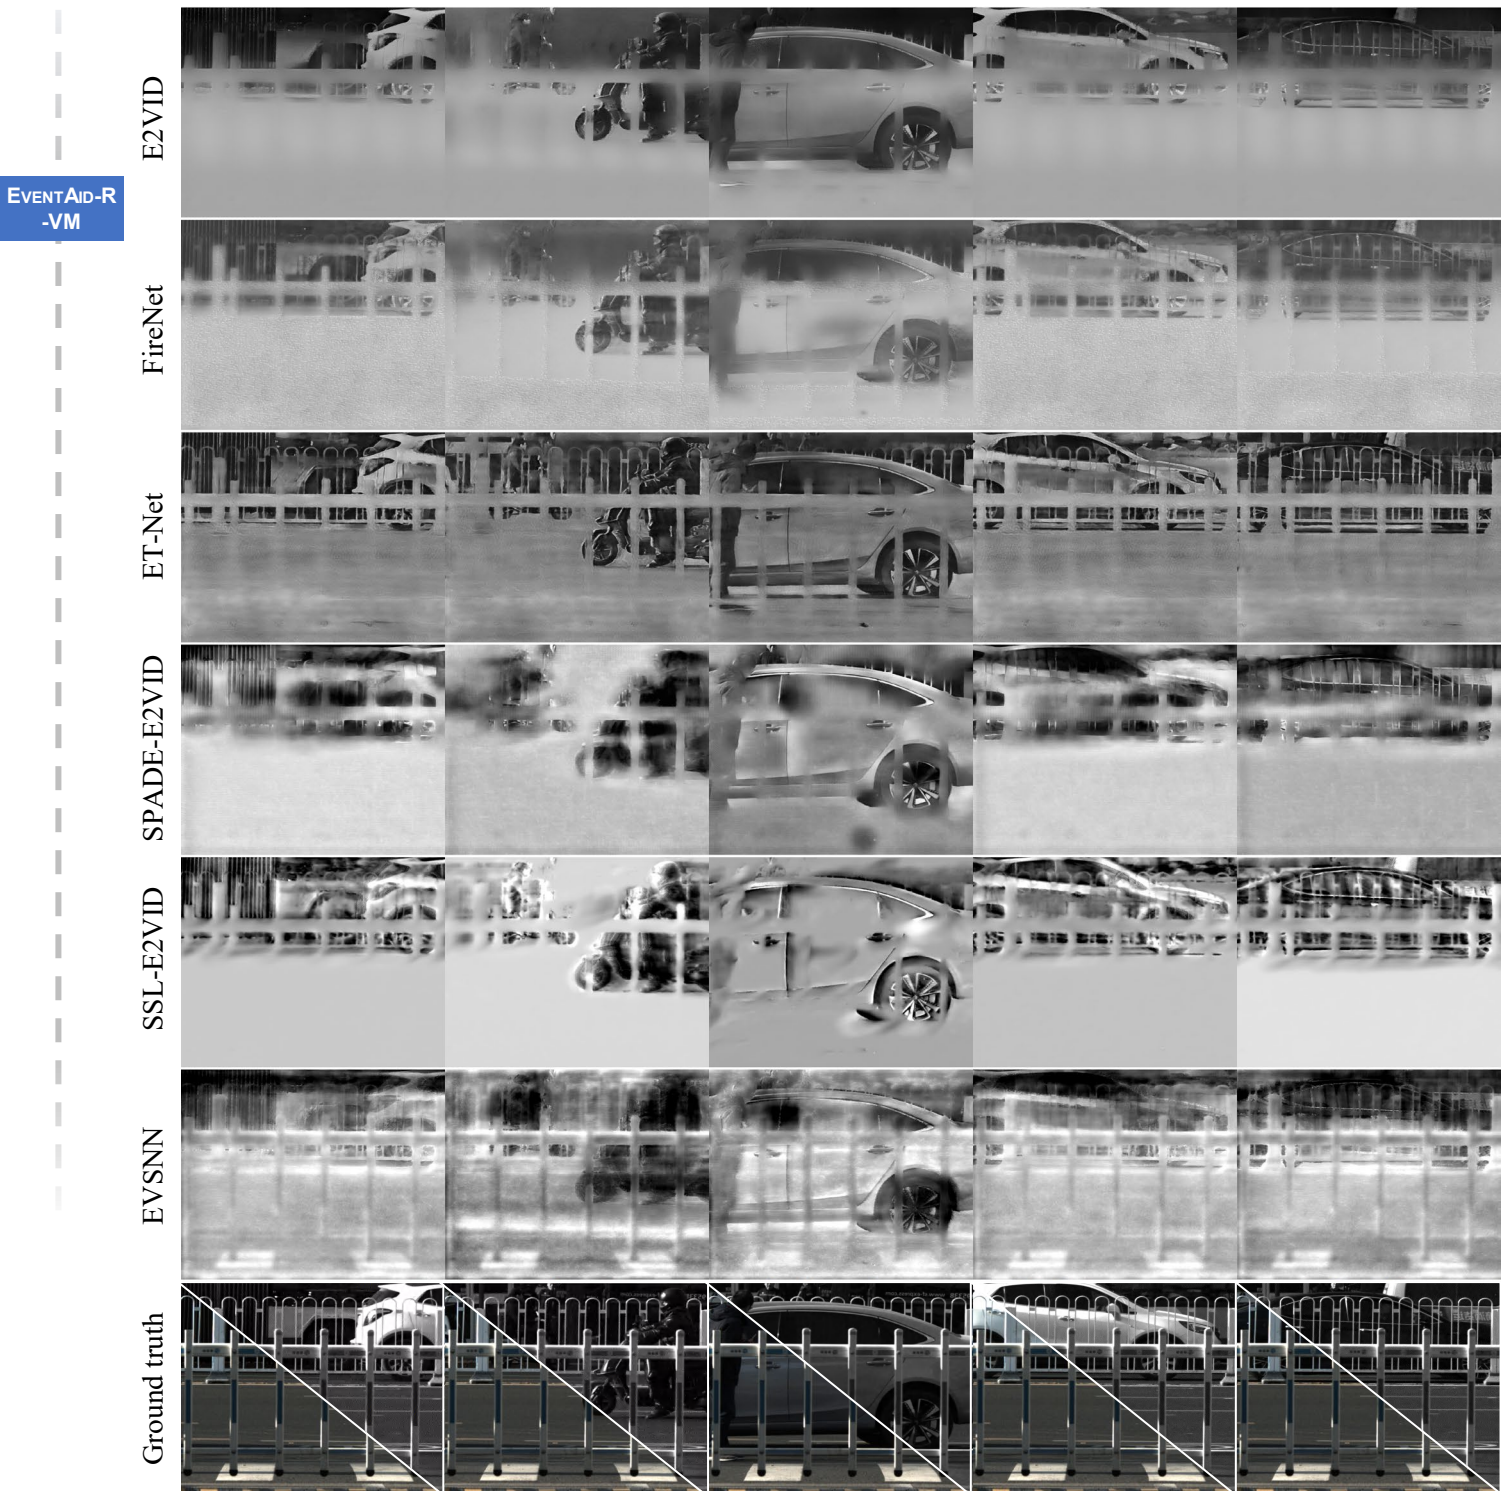 E2VID
EVENTAID-R
-VM
FireNet
ET-Net
SPADE-E2VID
SSL-E2VID
EVSNN
Ground truth